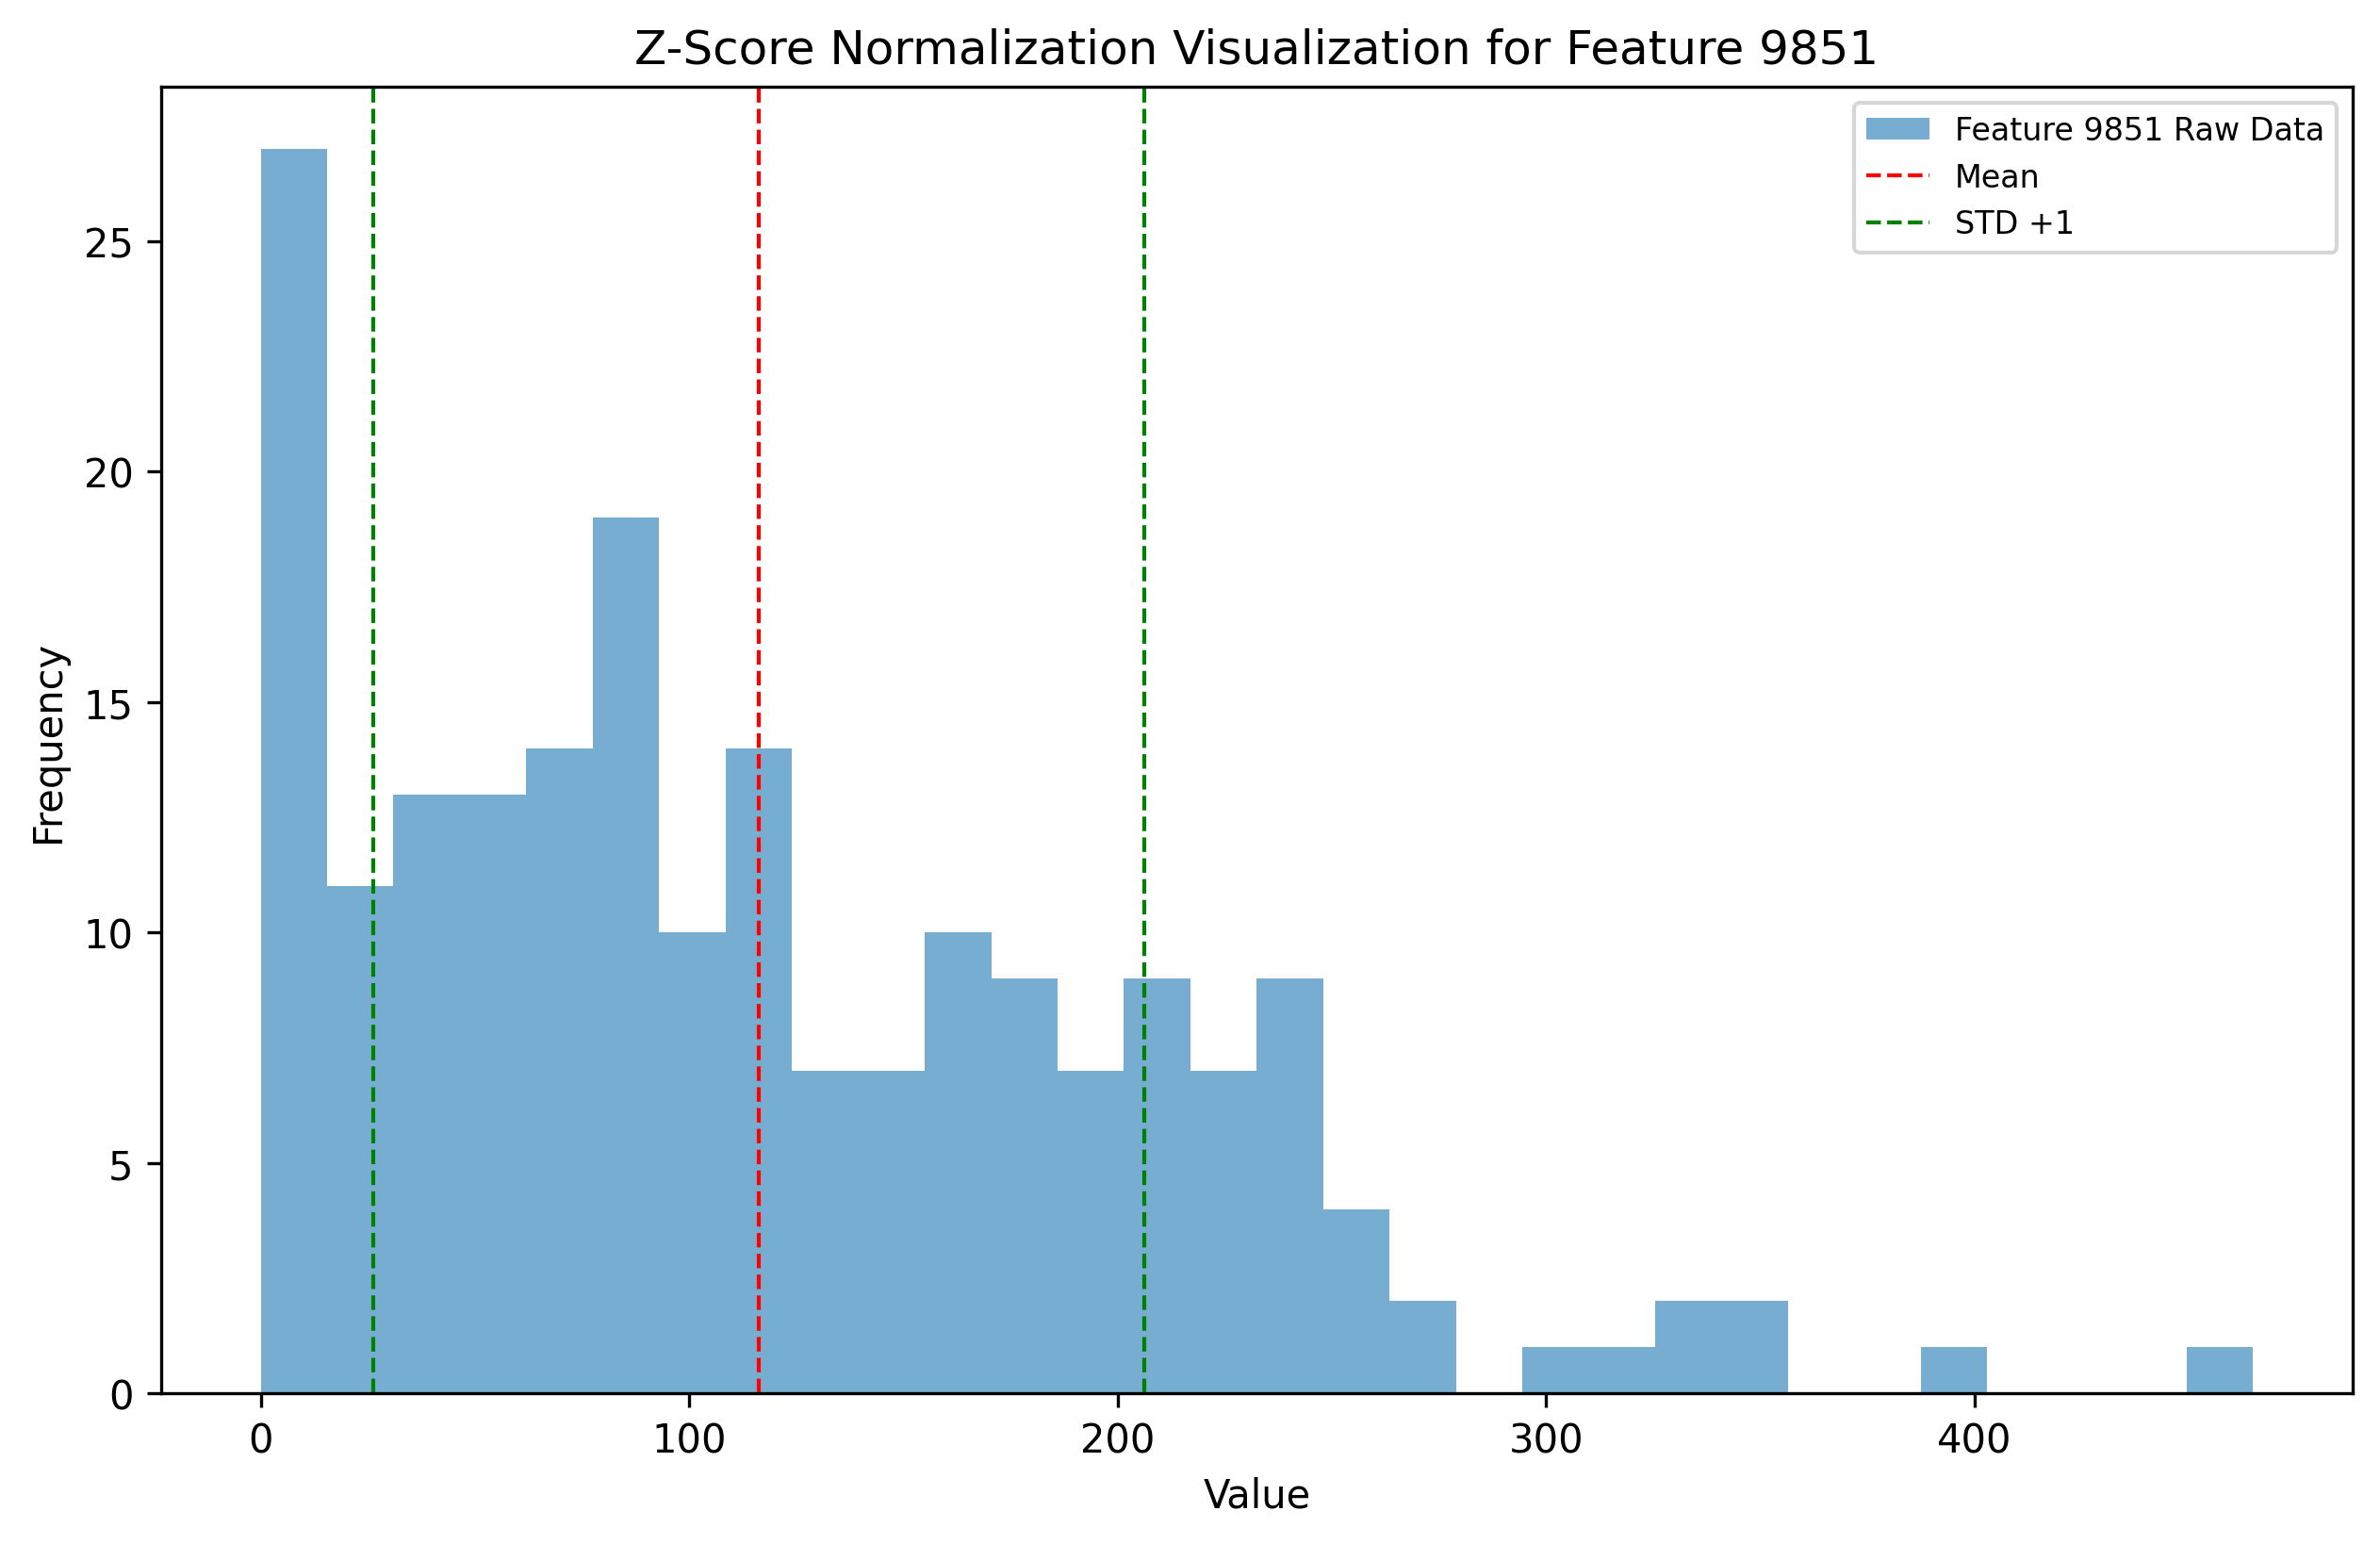 Z-Score Normalization Visualization for Feature 9851
Feature 9851 Raw Data
Mean
STD +1
Frequency
25
20
15
10
5
0
0 100 200 300 400
Value